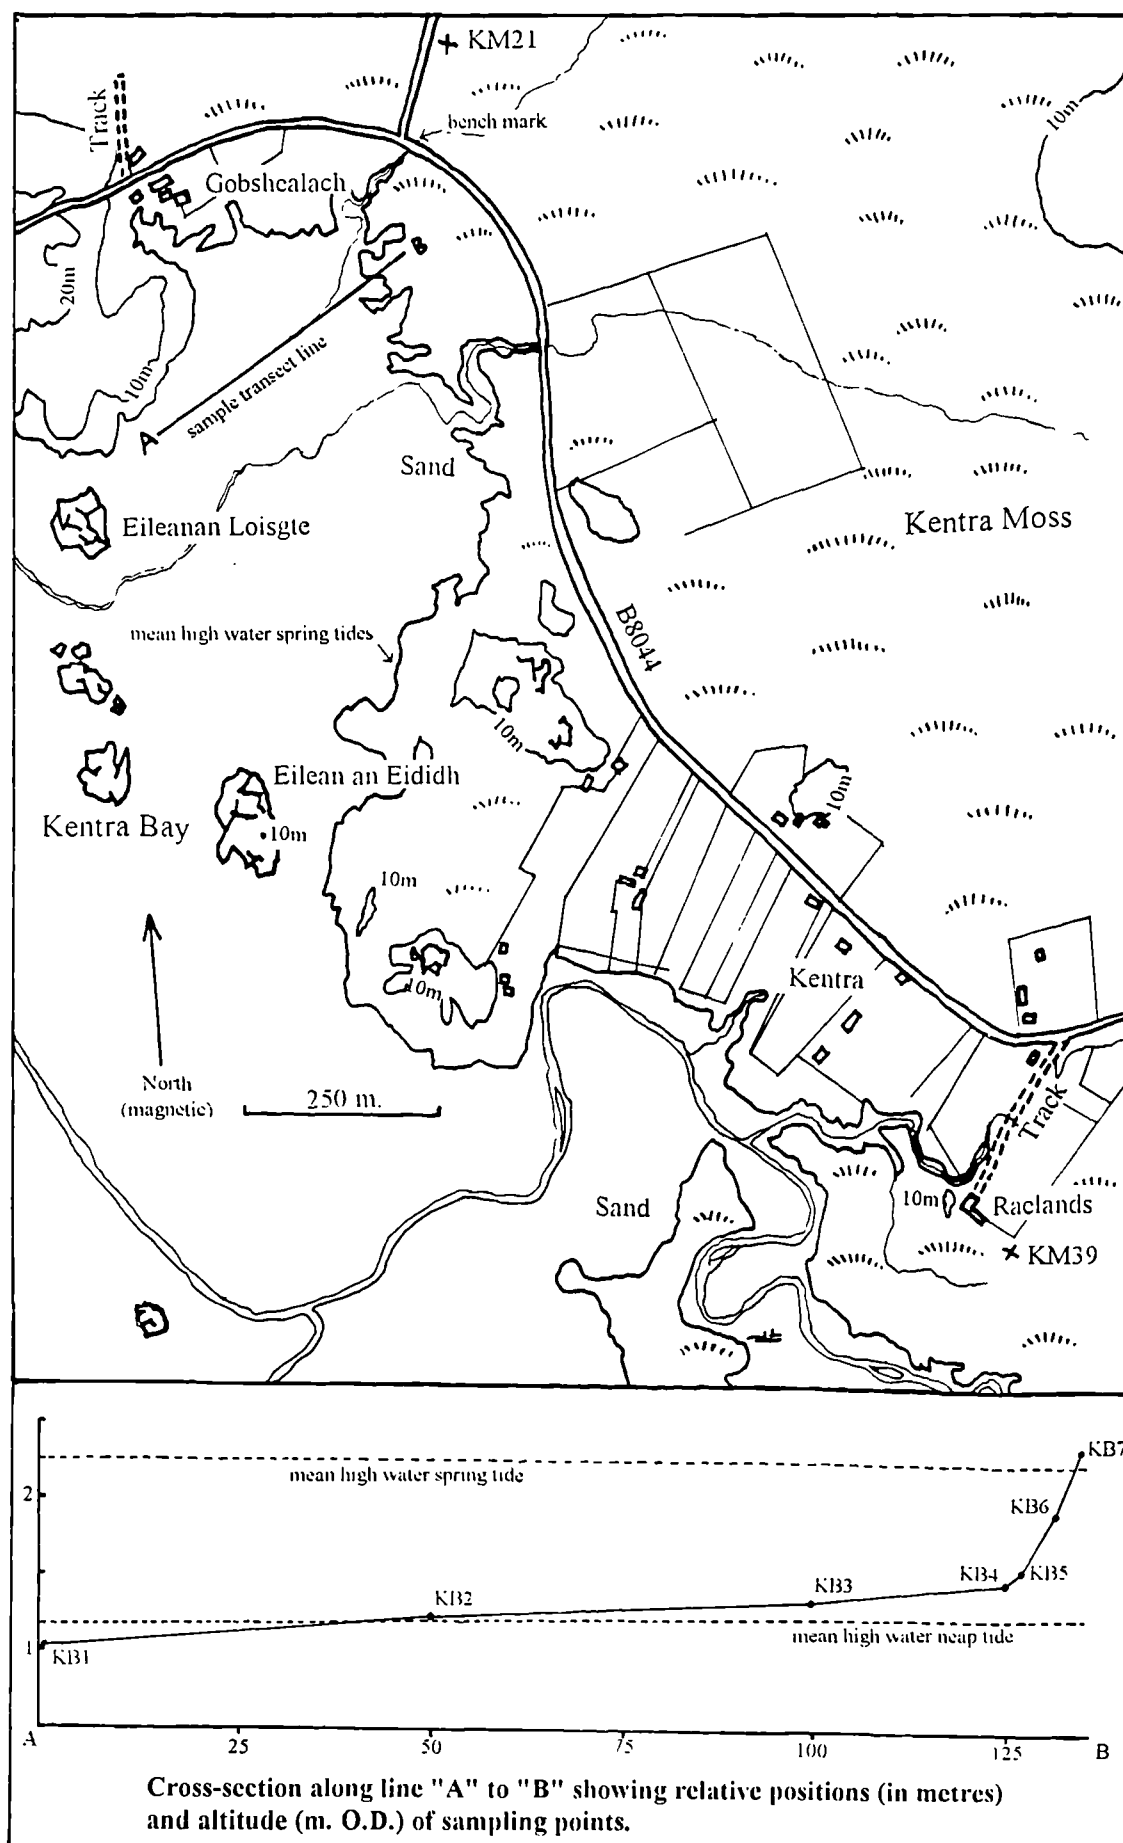 KM21
Track
bench mark
10m
Gobshealach
B
20m
10m
sample transect line
A
Sand
Eileanan Loisgte
Kentra Moss
B8044
mean high water spring tides
10m
Eilean an Eididh
10m
Kentra Bay
10m
10m
10m
Kentra
North
(magnetic)
250 m.
Track
Sand
10m
Raelands
KM39
KB7
mean high water spring tide
2
KB6
KB4
KB5
KB3
KB2
mean high water neap tide
1
KB1
A
25
50
75
100
125
B
Cross-section along line "A" to "B" showing relative positions (in metres)
and altitude (m. O.D.) of sampling points.